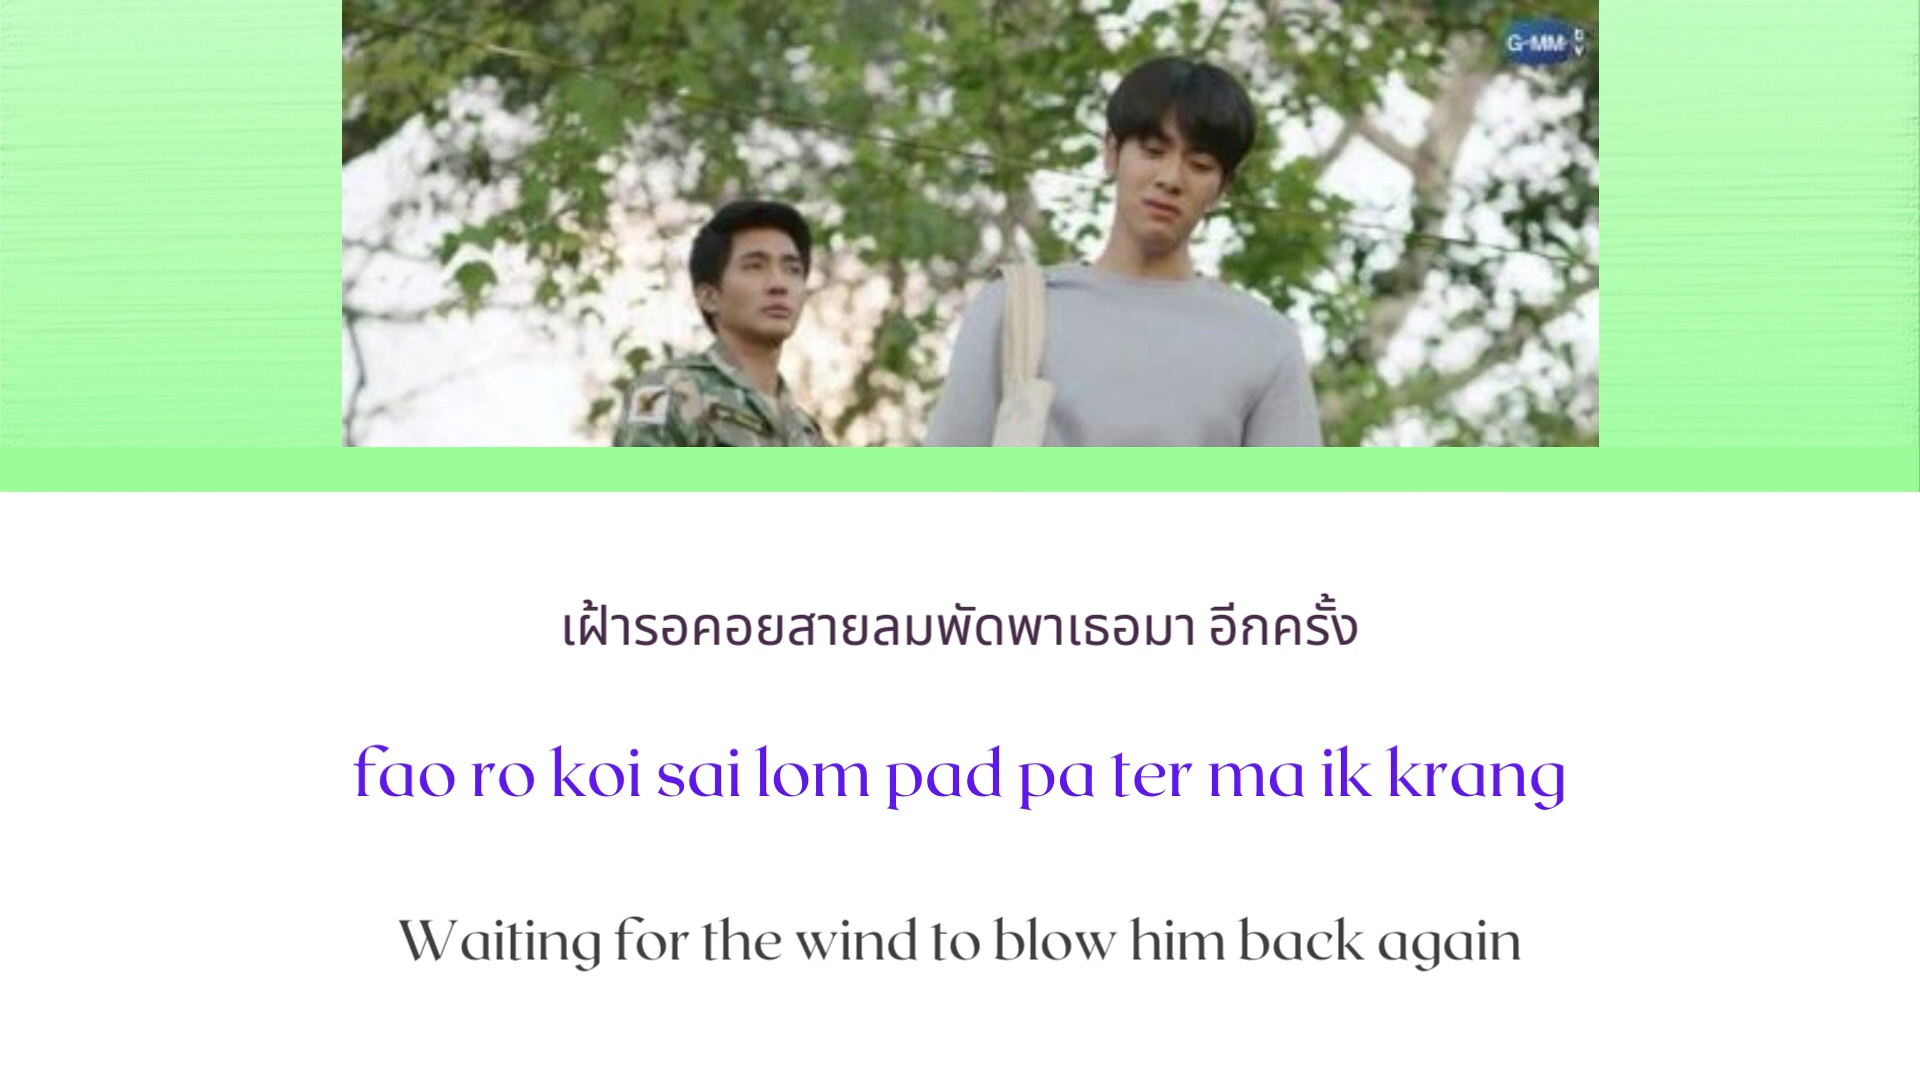 GMM
TV
เฝ้ารอคอยสายลมพัดพาเธอมา อีกครั้ง
fao ro koi sai lom pad pa ter ma ik krang
Waiting for the wind to blow him back again